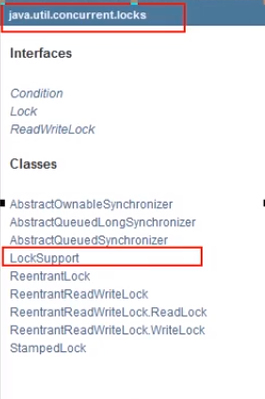 java.util.concurrent.locks
Interfaces
Condition
Lock
ReadWriteLock
Classes
AbstractOwnableSynchronizer
AbstractQueuedLongSynchronizer
AbstractQueuedSynchronizer
LockSupport
ReentrantLock
ReentrantReadWriteLock
ReentrantReadWriteLock.ReadLock
ReentrantReadWriteLock.WriteLock
StampedLock